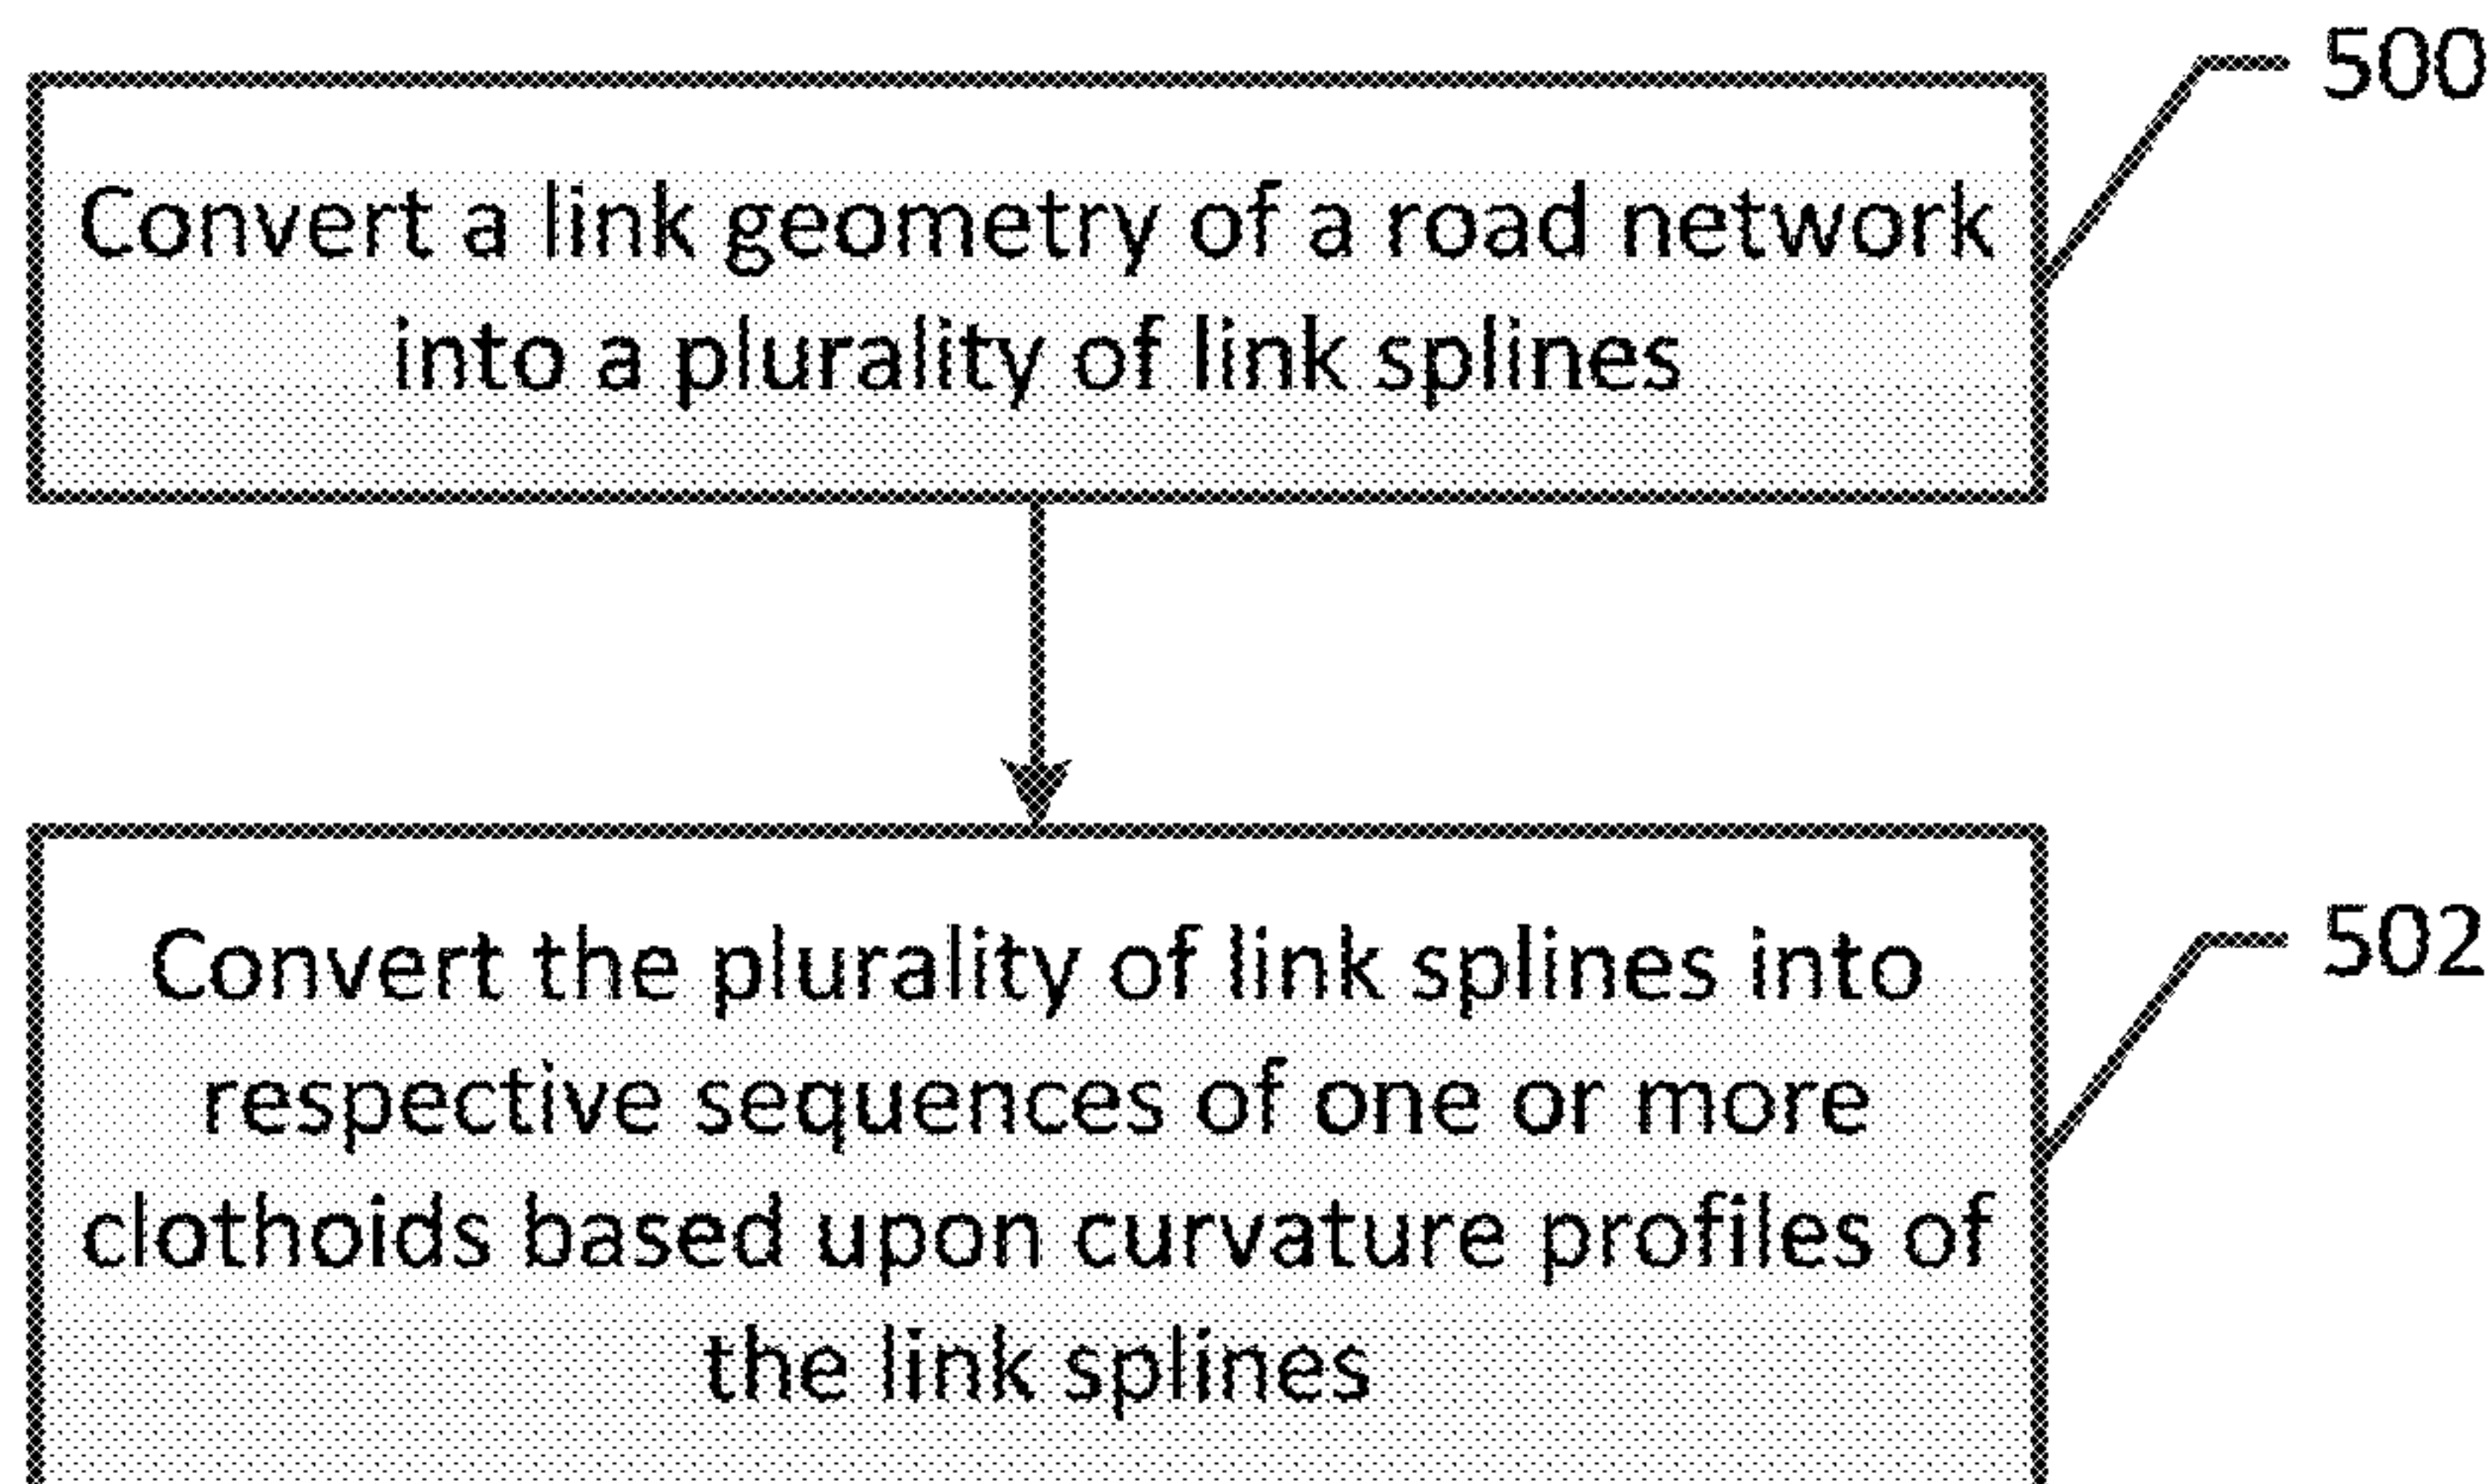 500
Convert a link geometry of a road network
into a plurality of link splines
502
Convert the plurality of link splines into
respective sequences of one or more
clothoids based upon curvature profiles of
the link splines